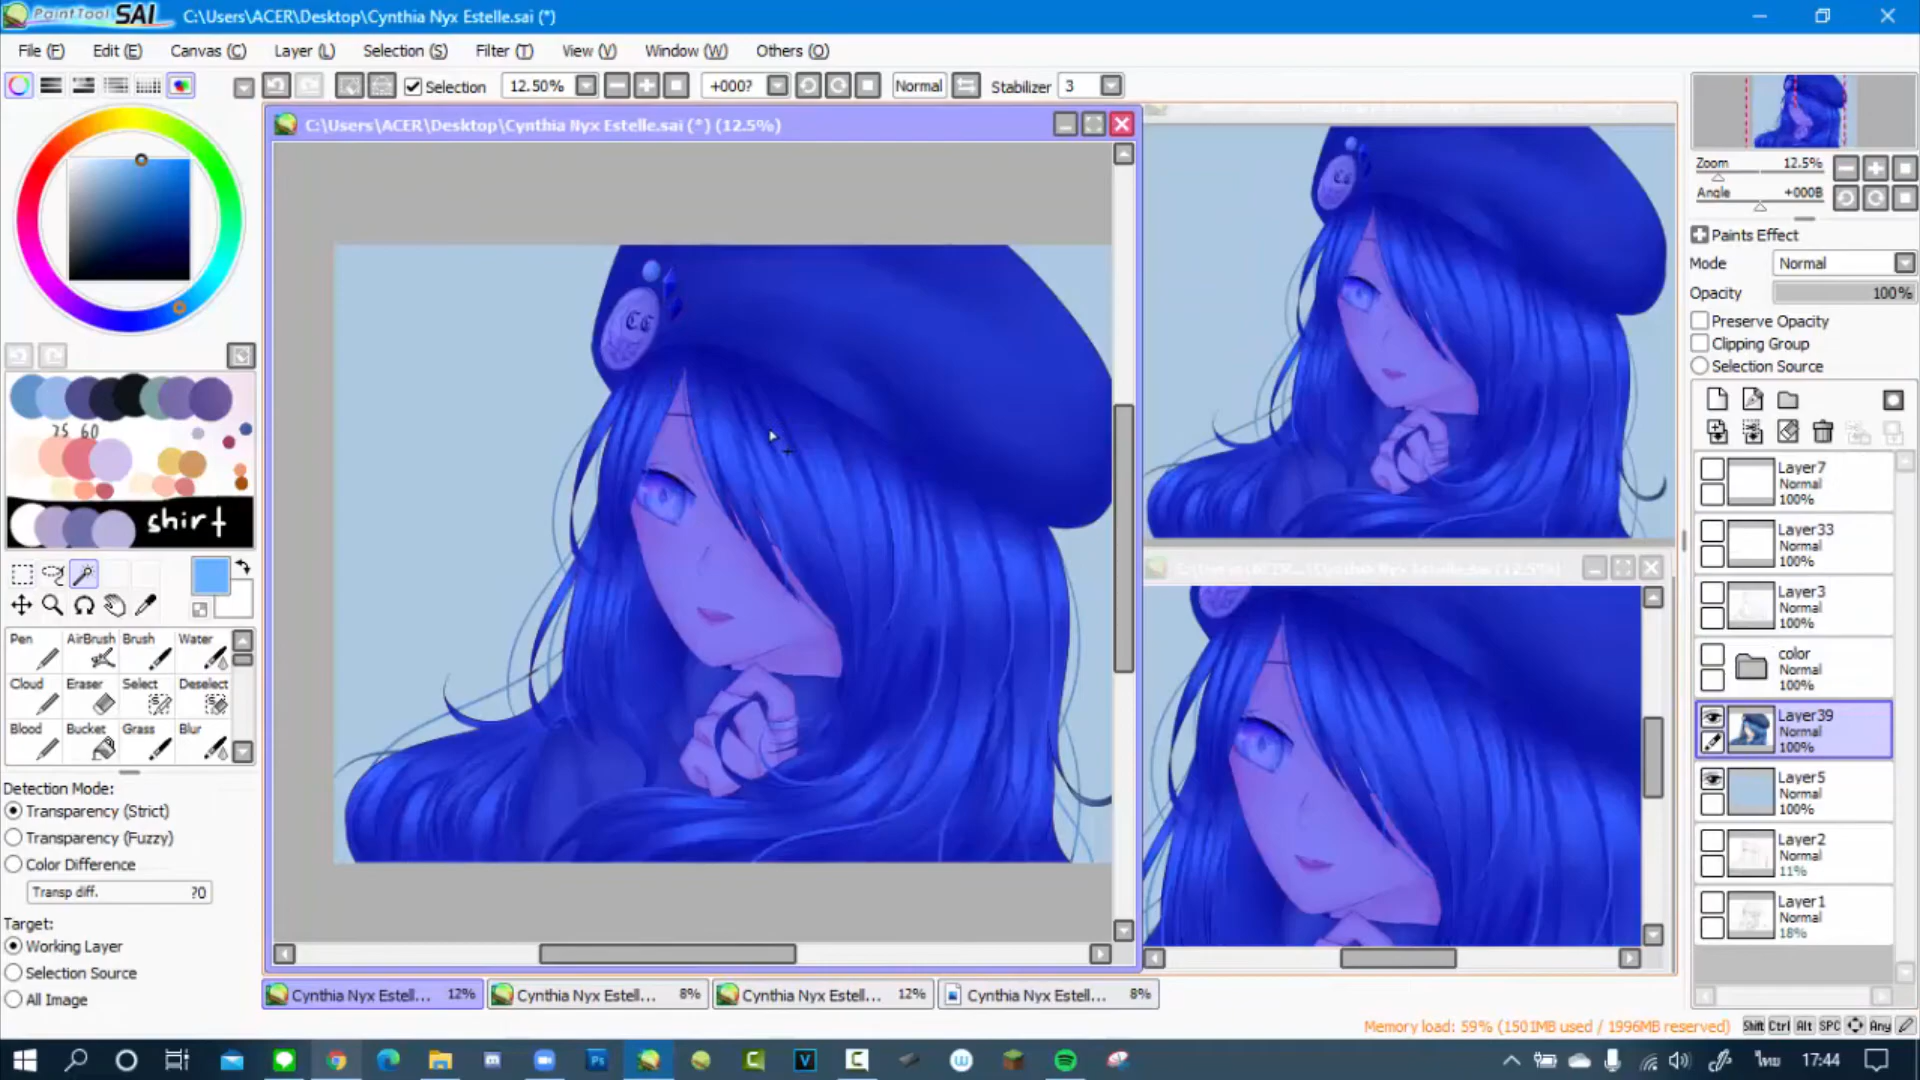 PaintTool SAI C:\Users\ACER\Desktop\Cynthia Nyx Estelle.sai (*)
File (F) Edit (E) Canvas (C) Layer (L) Selection (S) Filter (T) View (V) Window (W) Others (O)
Selection 12.50% +000? Normal Stabilizer 3
C:\Users\ACER\Desktop\Cynthia Nyx Estelle.sai (*) (12.5%)
Zoom 12.5%
Angle +000B
Paints Effect
Mode Normal
Opacity 100%
Preserve Opacity
Clipping Group
Selection Source
75 60
shirt
Pen AirBrush Brush Water
Cloud Eraser Select Deselect
Blood Bucket Grass Blur
Detection Mode:
Transparency (Strict)
Transparency (Fuzzy)
Color Difference
Transp diff. ?0
Target:
Working Layer
Selection Source
All Image
Layer7
Normal
100%
Layer33
Normal
100%
Layer3
Normal
100%
color
Normal
100%
Layer39
Normal
100%
Layer5
Normal
100%
Layer2
Normal
11%
Layer1
Normal
18%
Cynthia Nyx Estell... 12% Cynthia Nyx Estell... 8% Cynthia Nyx Estell... 12% Cynthia Nyx Estell... 8%
Memory load: 59% (1501MB used / 1996MB reserved) Shift Ctrl Alt SPC Any
Ps V C W ไทย 17:44